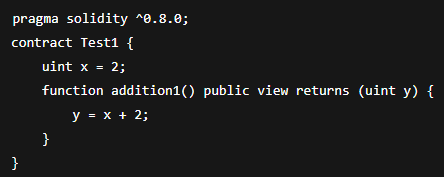 pragma solidity ^0.8.0;
contract Test1 {
    uint x = 2;
    function addition1() public view returns (uint y) {
        y = x + 2;
    }
}